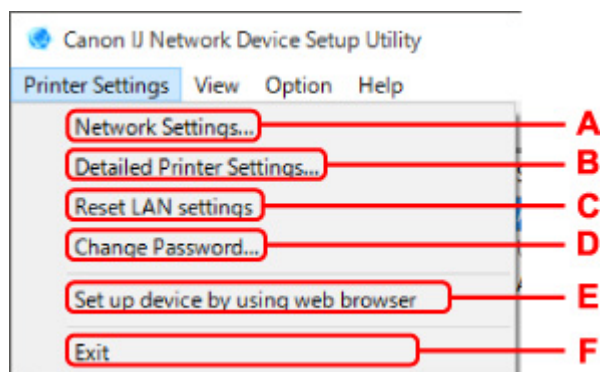 Canon IJ Network Device Setup Utility
Printer Settings View Option Help
Network Settings... A
Detailed Printer Settings... B
Reset LAN settings C
Change Password... D
Set up device by using web browser E
Exit F